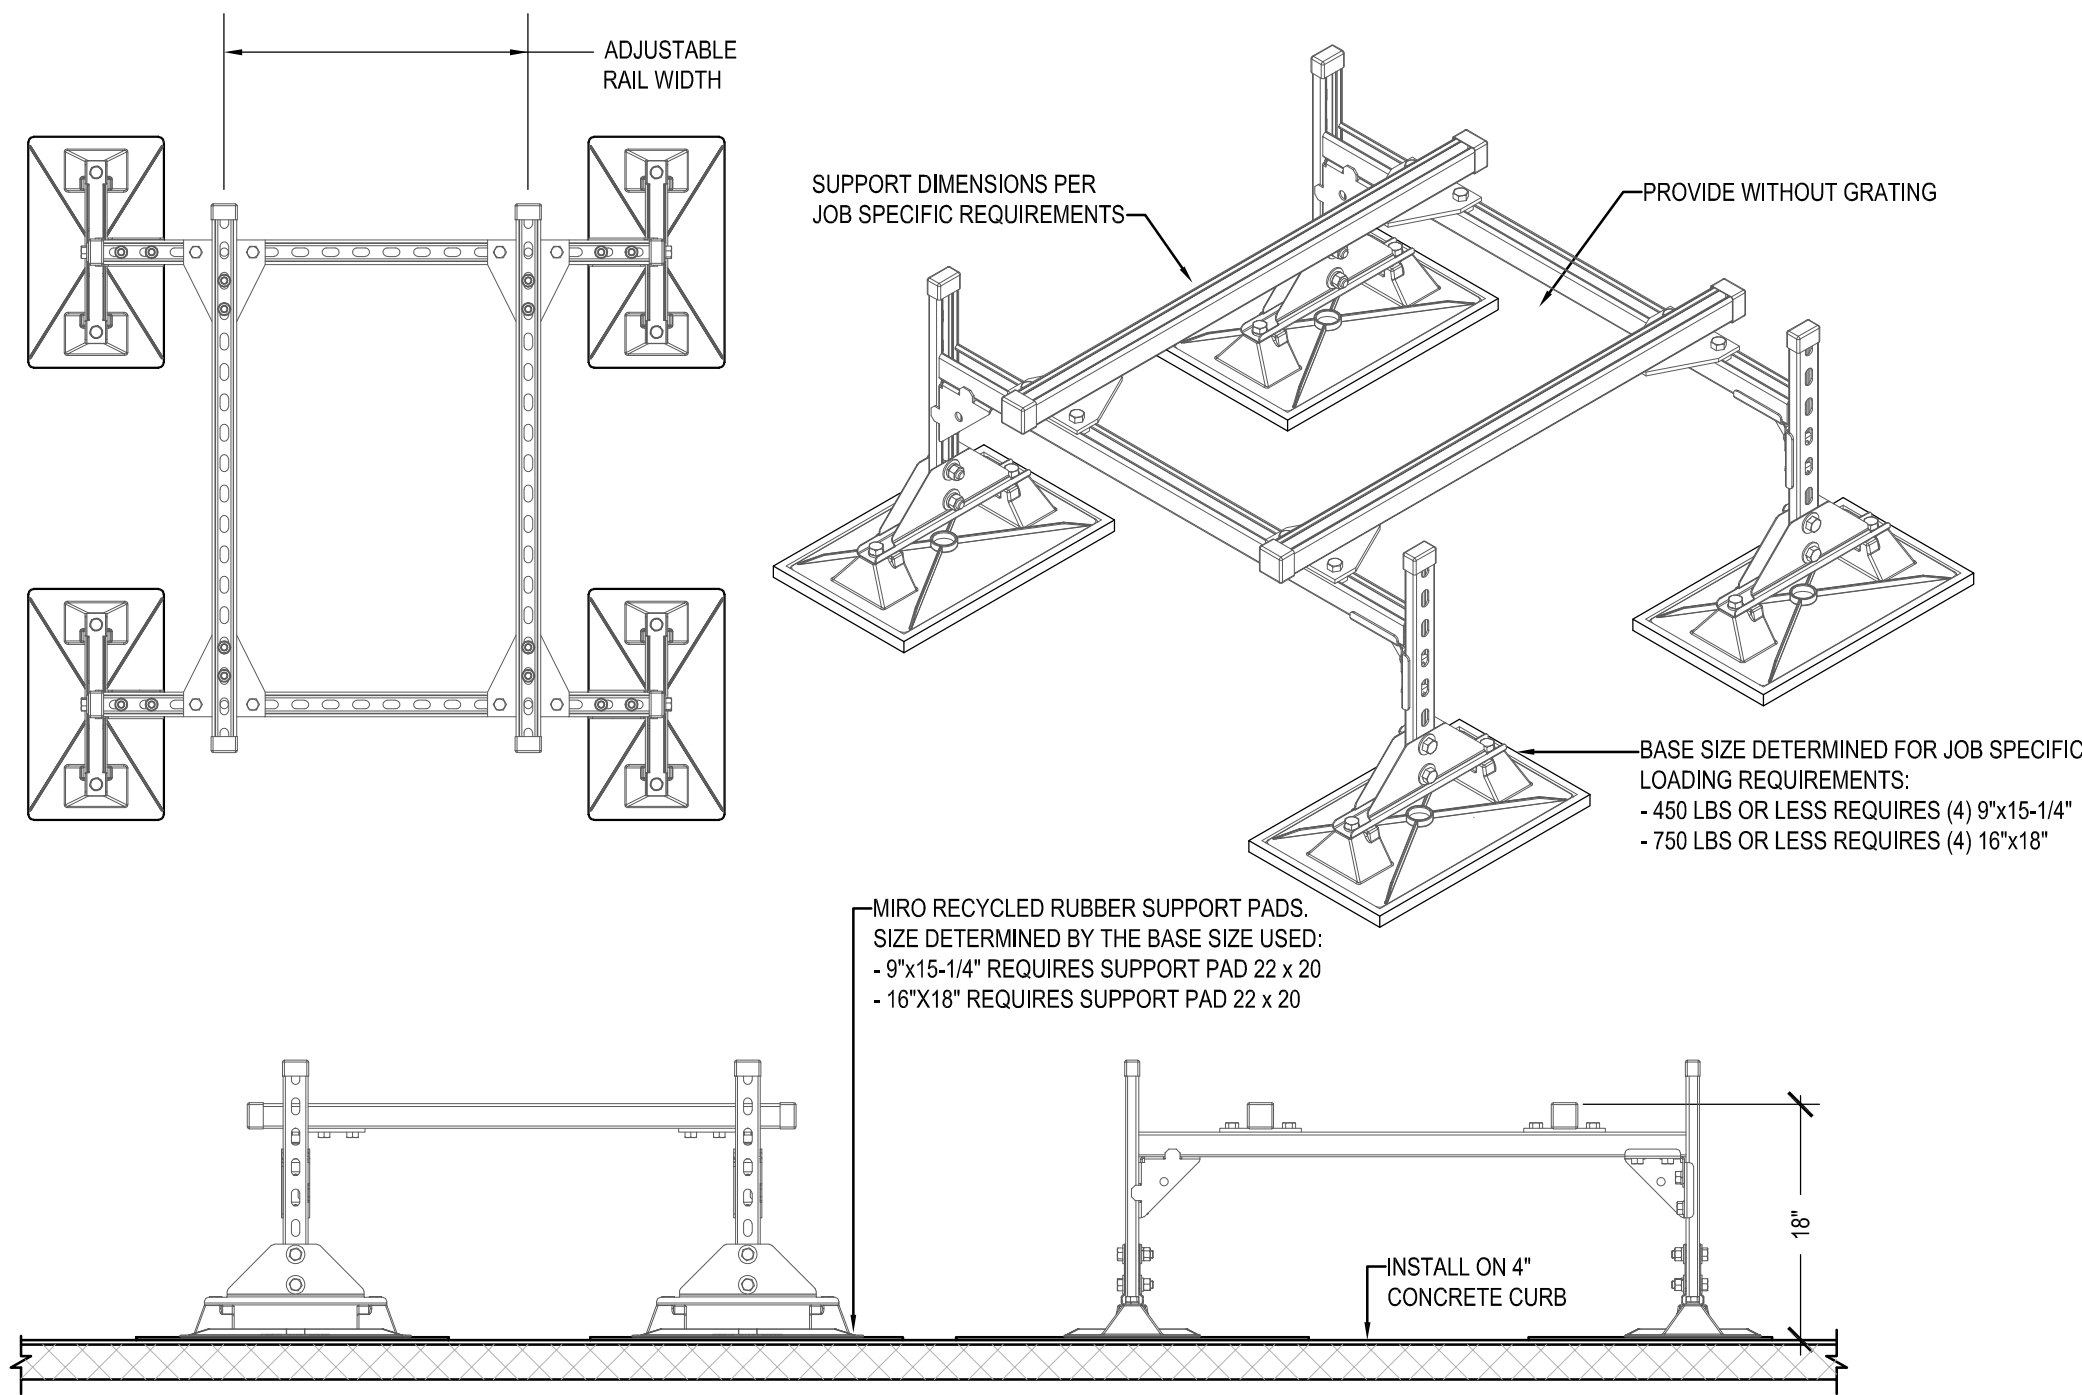 ADJUSTABLE
RAIL WIDTH
SUPPORT DIMENSIONS PER
JOB SPECIFIC REQUIREMENTS
PROVIDE WITHOUT GRATING
BASE SIZE DETERMINED FOR JOB SPECIFIC
LOADING REQUIREMENTS:
- 450 LBS OR LESS REQUIRES (4) 9"x15-1/4"
- 750 LBS OR LESS REQUIRES (4) 16"x18"
MIRO RECYCLED RUBBER SUPPORT PADS.
SIZE DETERMINED BY THE BASE SIZE USED:
- 9"x15-1/4" REQUIRES SUPPORT PAD 22 x 20
- 16"X18" REQUIRES SUPPORT PAD 22 x 20
18"
INSTALL ON 4"
CONCRETE CURB